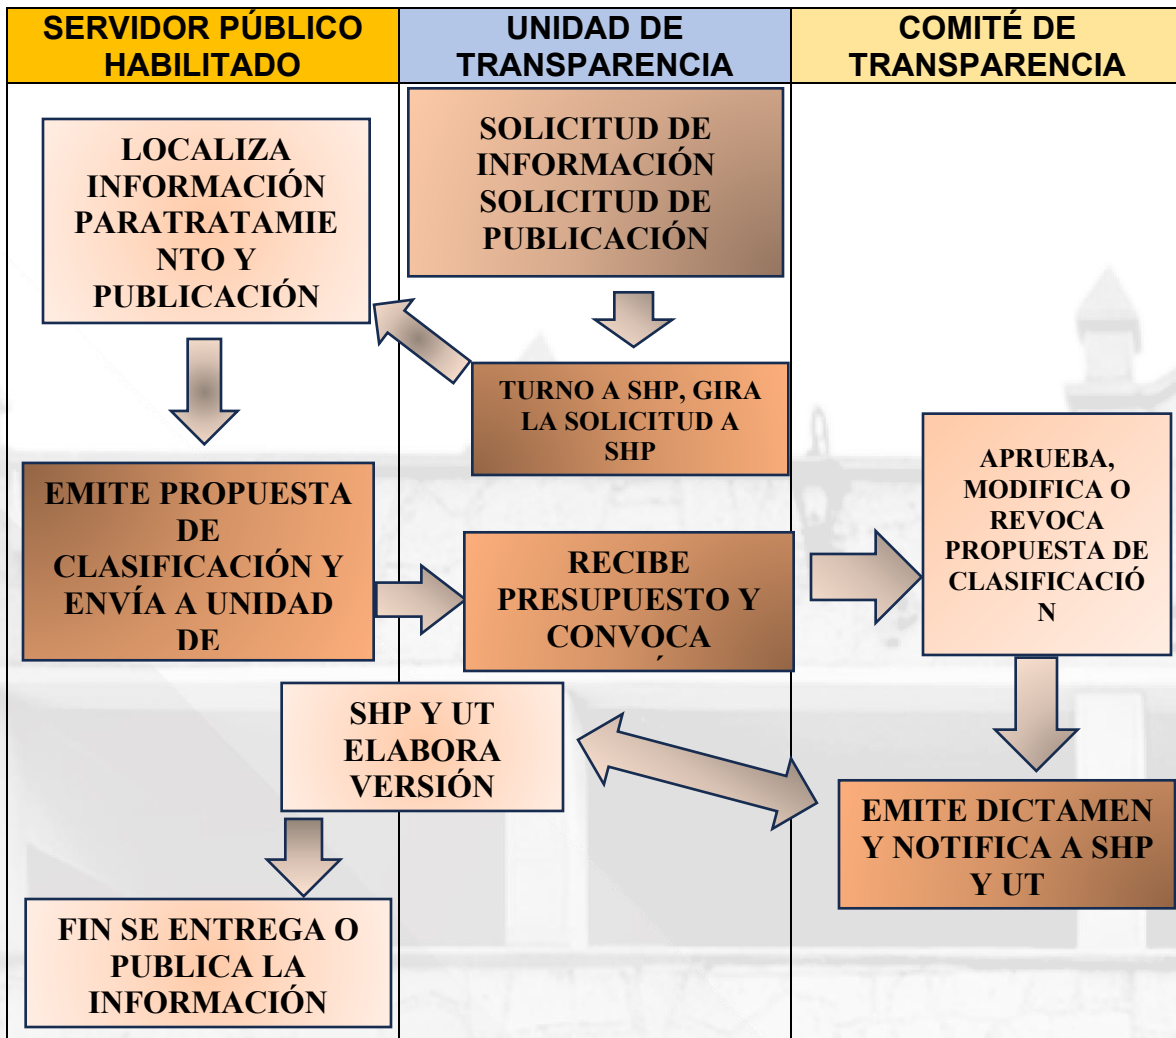 SERVIDOR PÚBLICO
HABILITADO
UNIDAD DE
TRANSPARENCIA
COMITÉ DE
TRANSPARENCIA
SOLICITUD DE
INFORMACIÓN
SOLICITUD DE
PUBLICACIÓN
TURNO A SHP, GIRA
LA SOLICITUD A
SHP
LOCALIZA
INFORMACIÓN
PARATRATAMIE
NTO Y
PUBLICACIÓN
EMITE PROPUESTA
DE
CLASIFICACIÓN Y
ENVÍA A UNIDAD
DE
RECIBE
PRESUPUESTO Y
CONVOCA
APRUEBA,
MODIFICA O
REVOCA
PROPUESTA DE
CLASIFICACIÓ
N
EMITE DICTAMEN
Y NOTIFICA A SHP
Y UT
SHP Y UT
ELABORA
VERSIÓN
FIN SE ENTREGA O
PUBLICA LA
INFORMACIÓN